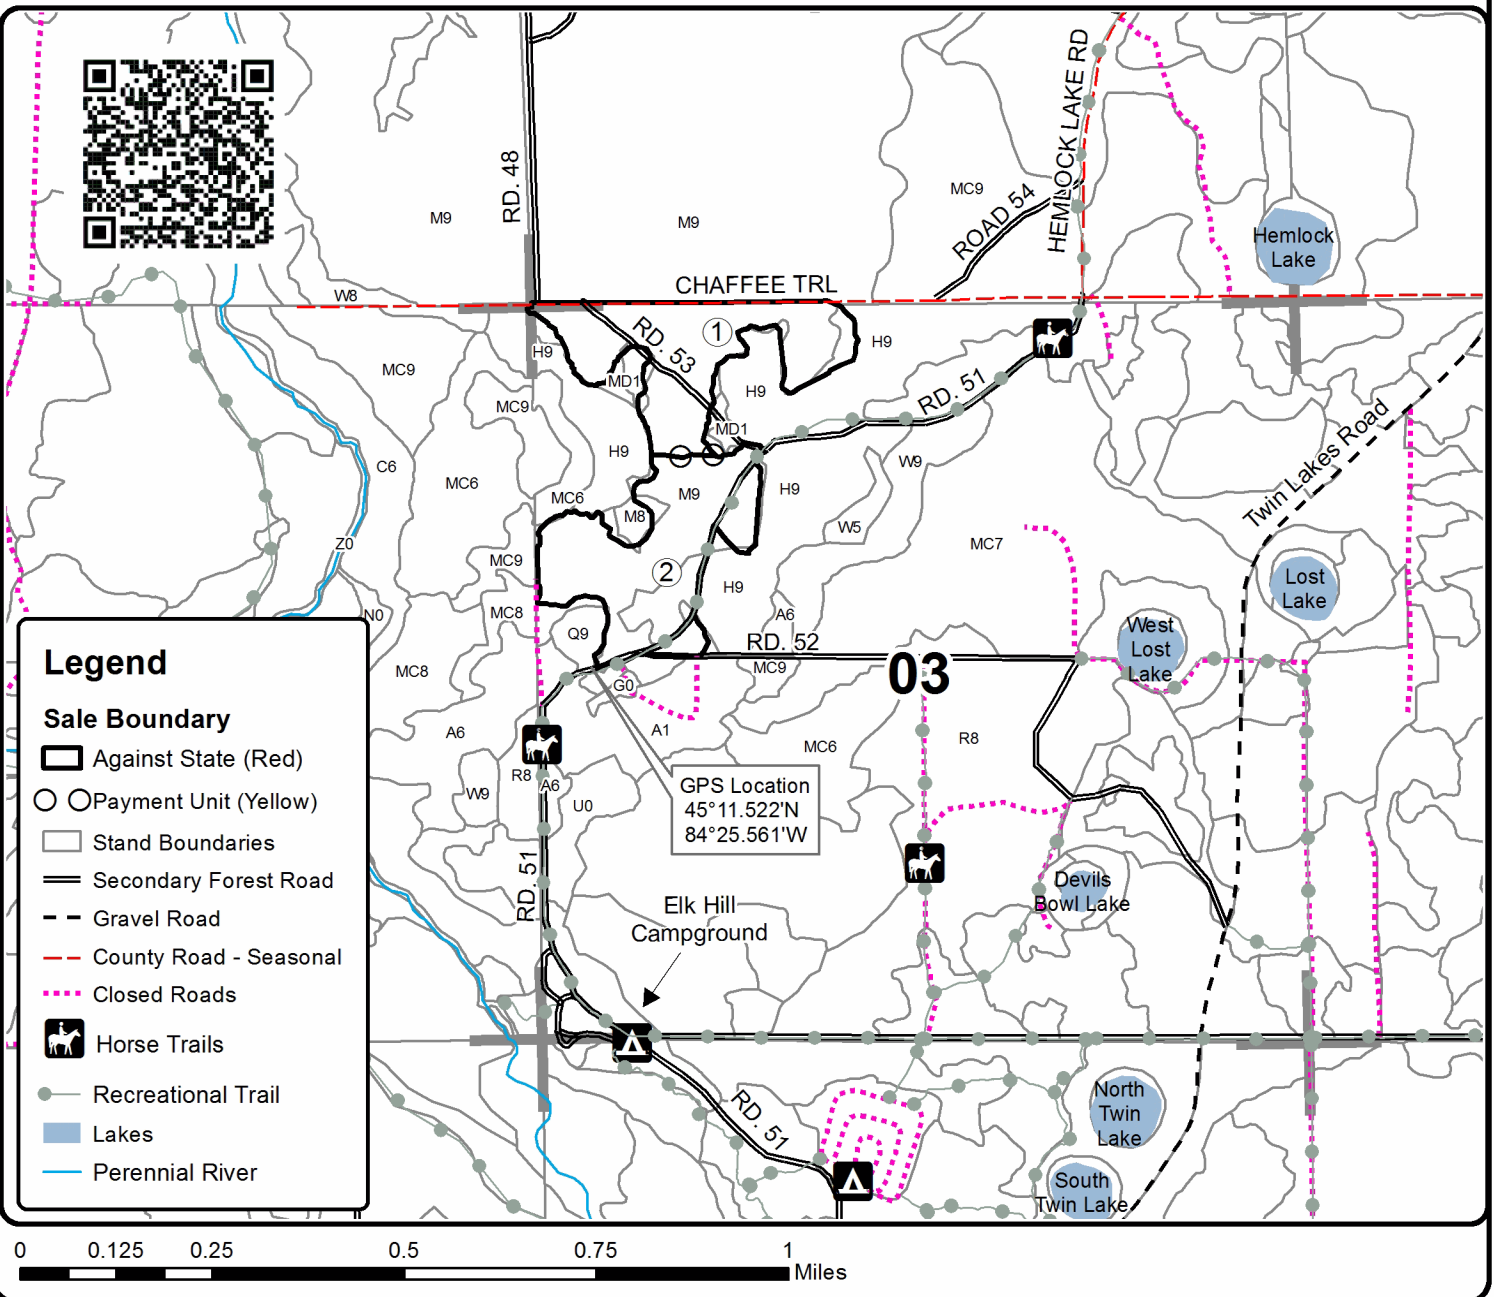 RD. 48
HEMLOCK LAKE RD
M9
M9
MC9
ROAD 54
Hemlock
Lake
CHAFFEE TRL
W8
1
RD. 53
H9
H9
MC9
MD1
H9
RD. 51
MC9
MD1
Twin Lakes Road
H9
W9
C6
MC6
MC6
M9
H9
M8
W5
Z0
MC7
MC9
2
H9
Lost
Lake
N0
MC8
A6
Q9
West
Lost
Lake
RD. 52
MC8
MC9
03
G0
A6
A1
MC6
R8
R8
A6
W9
U0
GPS Location
45°11.522'N
84°25.561'W
RD. 51
Devils
Bowl Lake
Elk Hill
Campground
RD. 51
North
Twin
Lake
South
Twin Lake
Legend
Sale Boundary
Against State (Red)
Payment Unit (Yellow)
Stand Boundaries
Secondary Forest Road
Gravel Road
County Road - Seasonal
Closed Roads
Horse Trails
Recreational Trail
Lakes
Perennial River
0 0.125 0.25 0.5 0.75 1
Miles